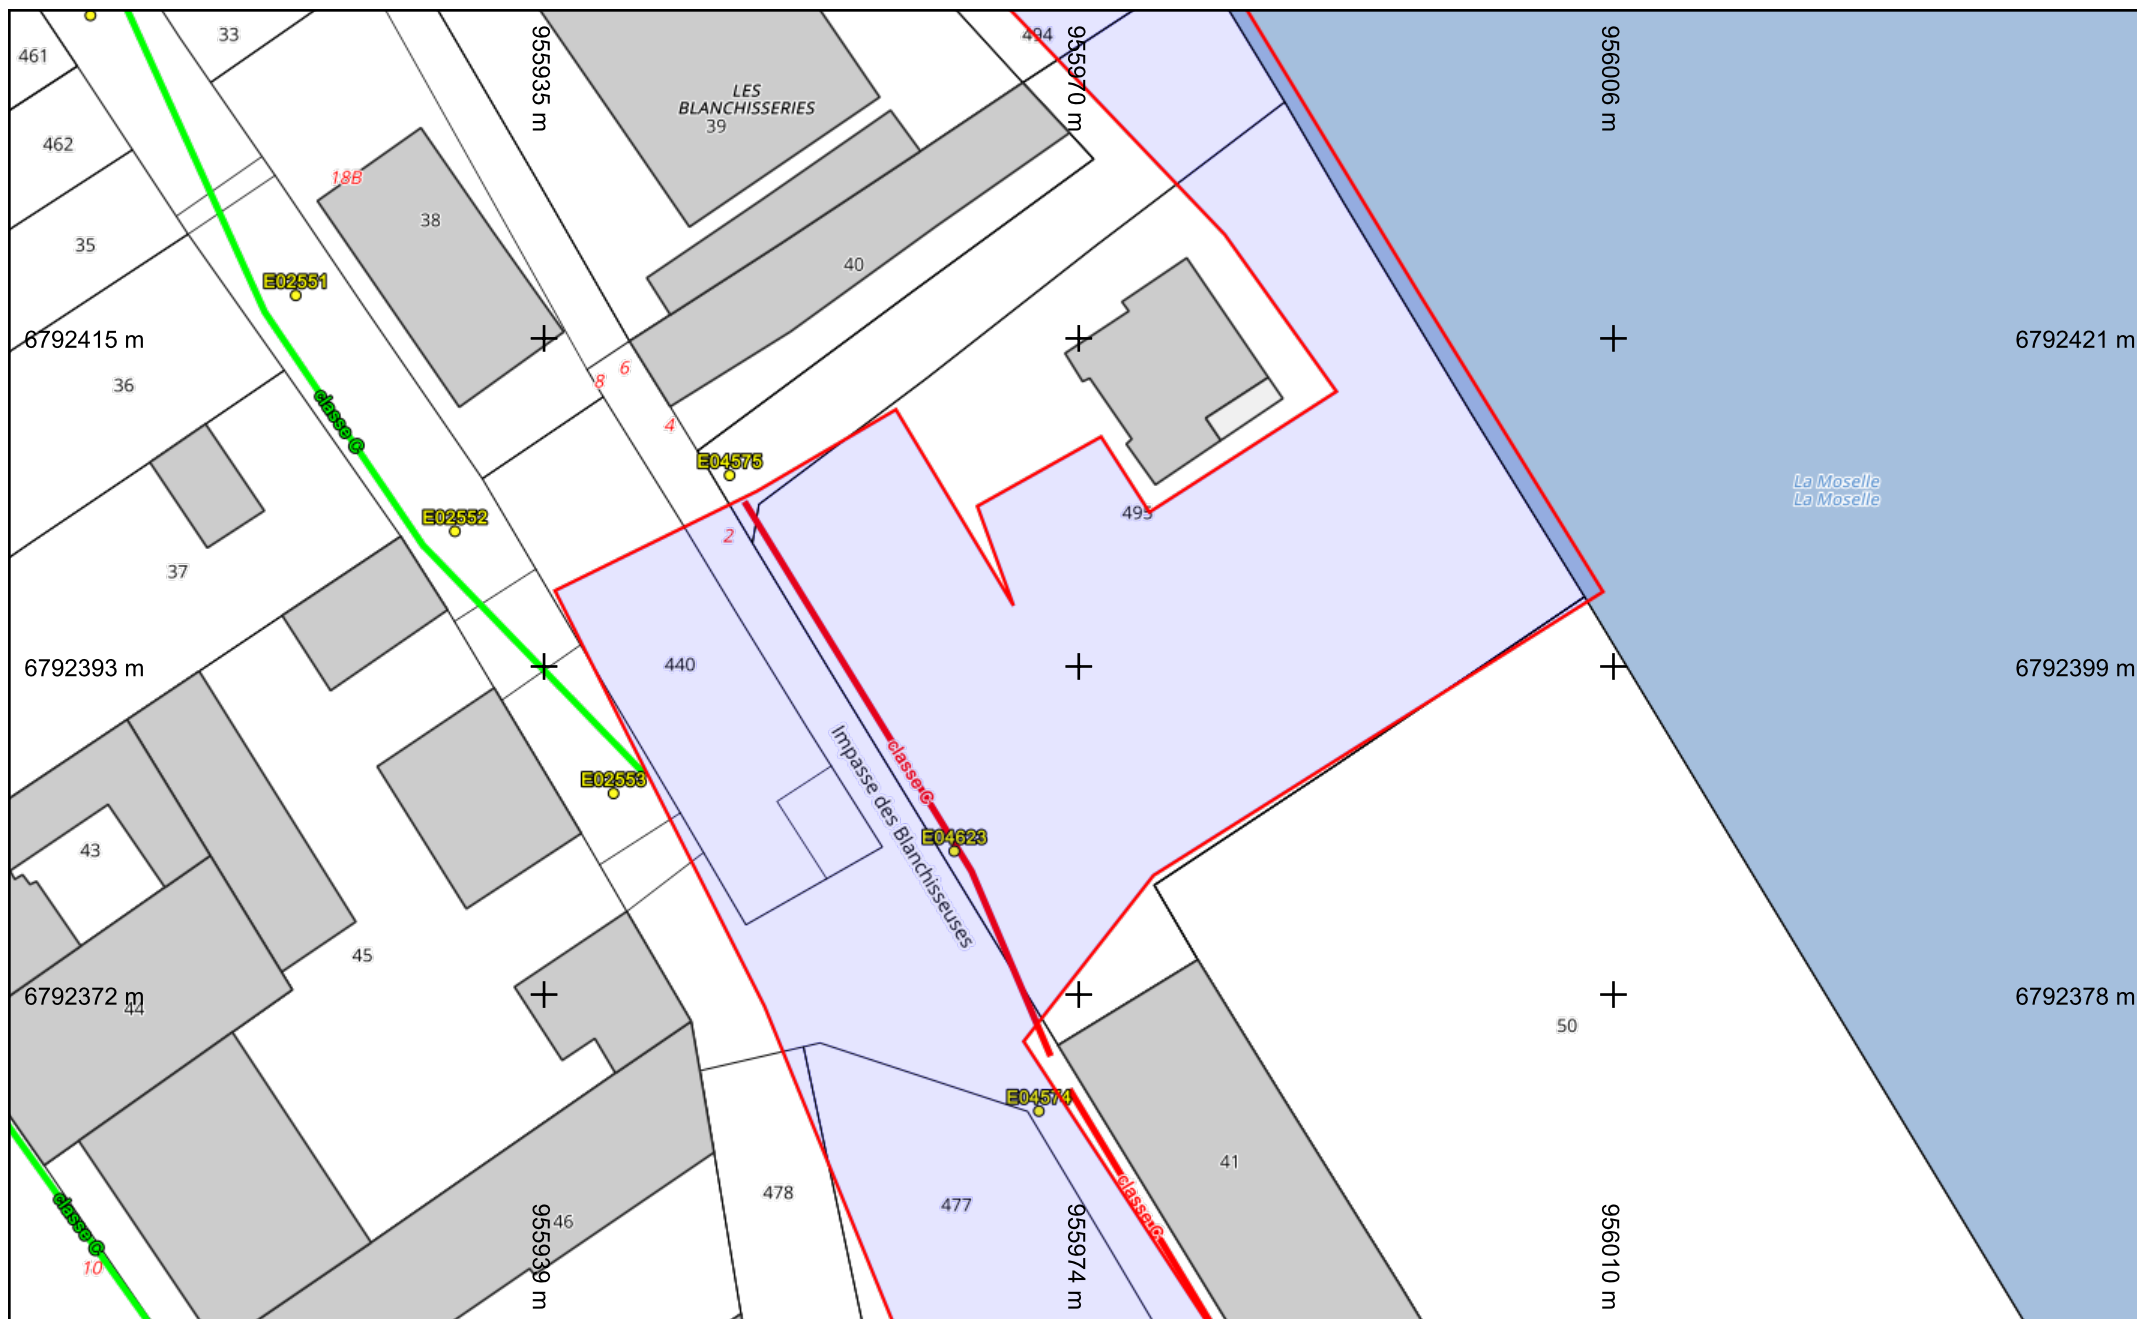 461
33
494
955935 m
955970 m
956006 m
LES
BLANCHISSERIES
39
462
18B
38
35
40
E02551
6792415 m
6792421 m
36
8
6
classe C
4
E04575
La Moselle
La Moselle
E02552
495
2
37
440
6792393 m
6792399 m
E02553
Impasse des Blanchisseuses
classe C
E04623
43
45
6792372 m
6792378 m
44
50
E04574
41
478
477
classe C
classe C
46
10
955939 m
955974 m
956010 m